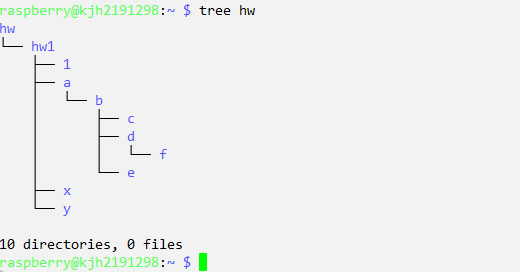 raspberry@kjh2191298:~ $ tree hw
hw
└── hw1
    ├── 1
    ├── a
    │   └── b
    │       ├── c
    │       ├── d
    │       │   └── f
    │       └── e
    ├── x
    └── y

10 directories, 0 files
raspberry@kjh2191298:~ $